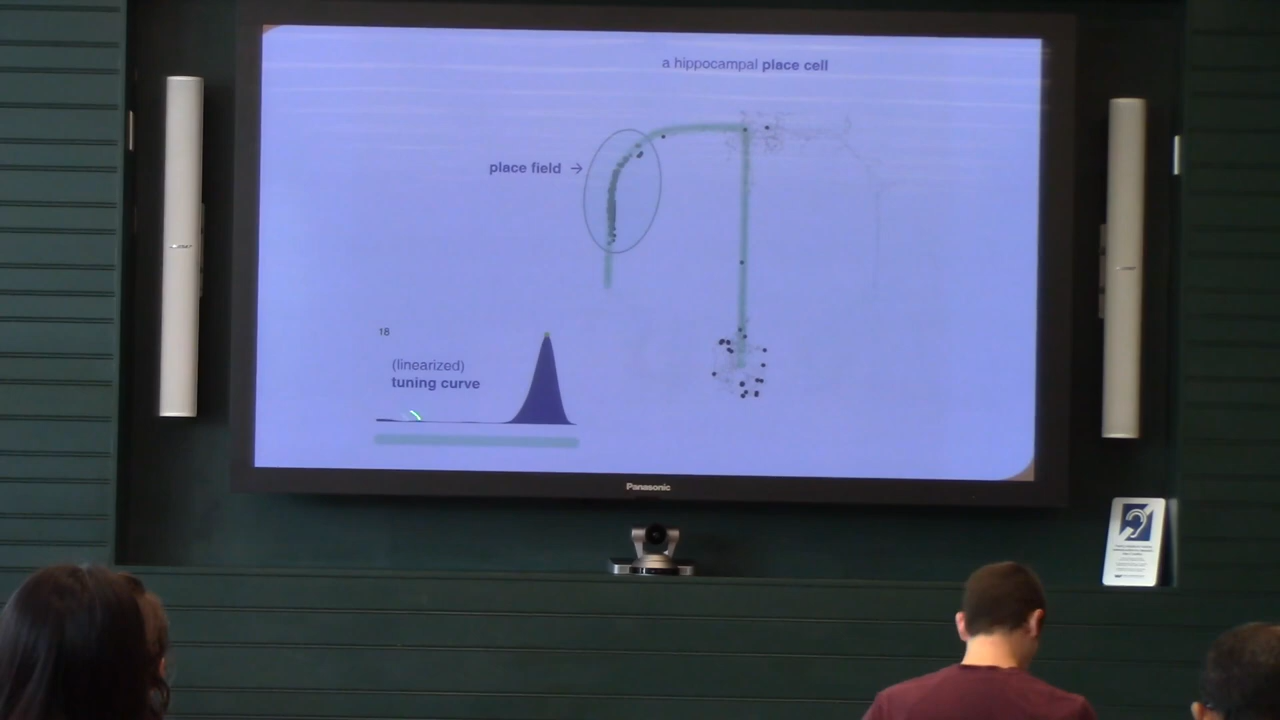 a hippocampal place cell
place field →
18
(linearized)
tuning curve
Panasonic